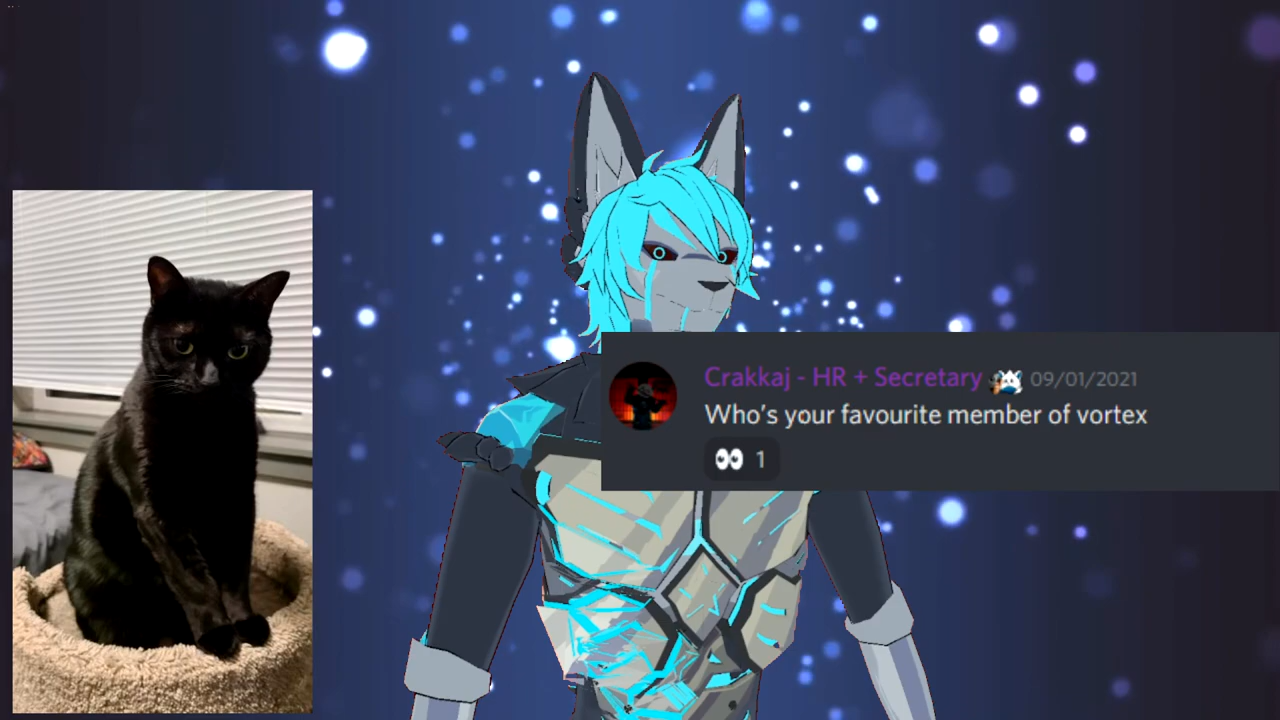 Crakkaj - HR + Secretary 09/01/2021
Who's your favourite member of vortex
👀 1